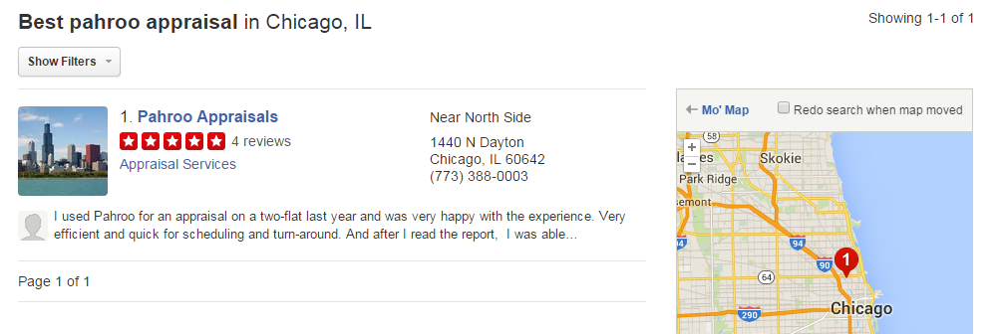 Best pahroo appraisal in Chicago, IL
Showing 1-1 of 1
Show Filters
1. Pahroo Appraisals
4 reviews
Appraisal Services
Near North Side
1440 N Dayton
Chicago, IL 60642
(773) 388-0003
I used Pahroo for an appraisal on a two-flat last year and was very happy with the experience. Very
efficient and quick for scheduling and turn-around. And after I read the report, I was able...
Page 1 of 1
Mo' Map
Redo search when map moved
+
−
58
Skokie
Park Ridge
94
90
1
64
Chicago
290